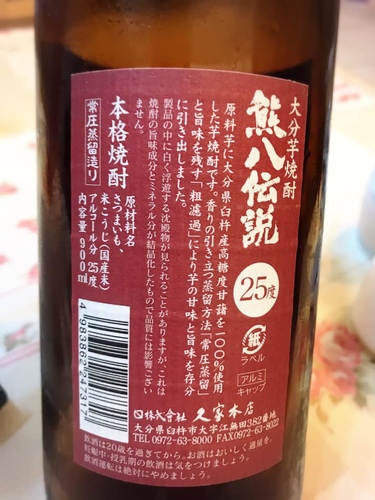 大分芋焼酎
熊八伝説
25度
紙
ラベル
アルミ
キャップ
原料芋に大分県臼杵産高糖度甘藷を一〇〇%使用
した芋焼酎です。香りの引き立つ蒸留方法「常圧蒸留」
と旨味を残す「粗濾過」により芋の甘味と旨味を存分
に引き出しました。
製品の中に白く浮遊する沈殿物が見られることがありますが、これは
焼酎の旨味成分とミネラル分が結晶化したもので品質には影響ござい
ません。
本格焼酎
常圧蒸留造り
原材料名
さつまいも、
米こうじ(国産米)
アルコール分 25度
内容量 900ml
4 993367 247317
株式会社 久家本店
大分県臼杵市大字江無田382番地
TEL 0972-63-8000 FAX0972-63-8022
飲酒は20歳を過ぎてから。お酒はおいしく適量を。
妊娠中・授乳期の飲酒は気をつけましょう。
飲酒運転は絶対にやめましょう。